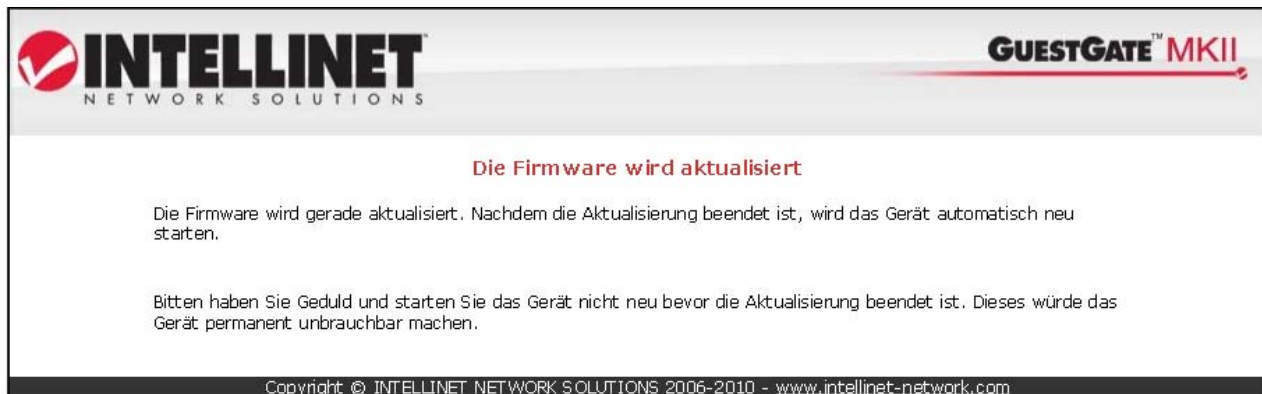 INTELLINET™
NETWORK SOLUTIONS
GUESTGATE™ MKII
Die Firmware wird aktualisiert
Die Firmware wird gerade aktualisiert. Nachdem die Aktualisierung beendet ist, wird das Gerät automatisch neu
starten.
Bitten haben Sie Geduld und starten Sie das Gerät nicht neu bevor die Aktualisierung beendet ist. Dieses würde das
Gerät permanent unbrauchbar machen.
Copyright © INTELLINET NETWORK SOLUTIONS 2006-2010 - www.intellinet-network.com